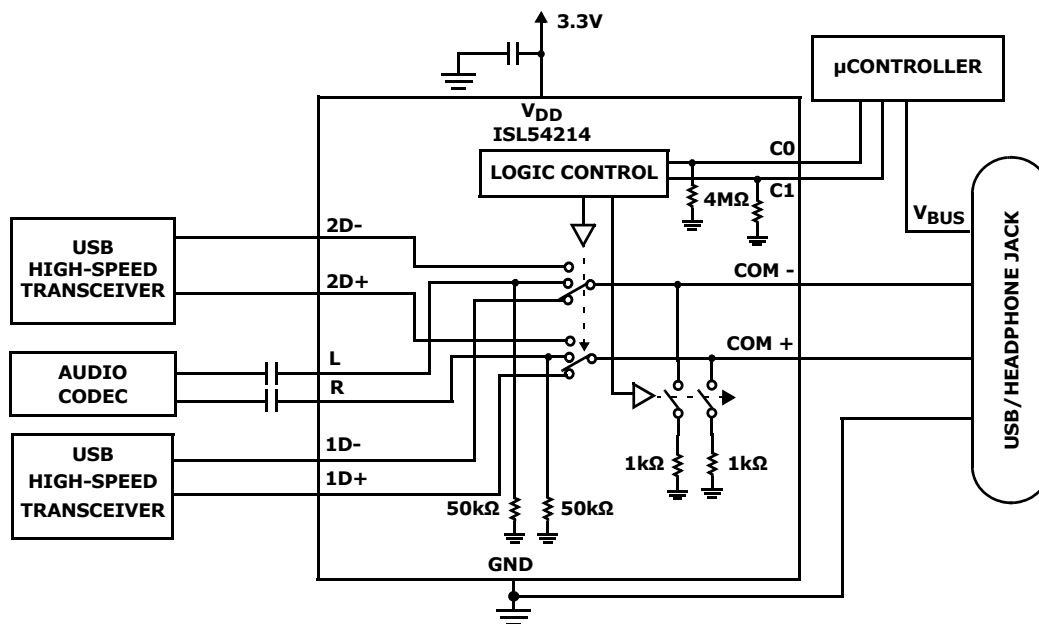 3.3V
µCONTROLLER
VDD
ISL54214
LOGIC CONTROL
C0
C1
4MΩ
VBUS
USB/HEADPHONE JACK
USB
HIGH-SPEED
TRANSCEIVER
2D-
2D+
COM -
COM +
AUDIO
CODEC
L
R
USB
HIGH-SPEED
TRANSCEIVER
1D-
1D+
50kΩ
50kΩ
1kΩ
1kΩ
GND